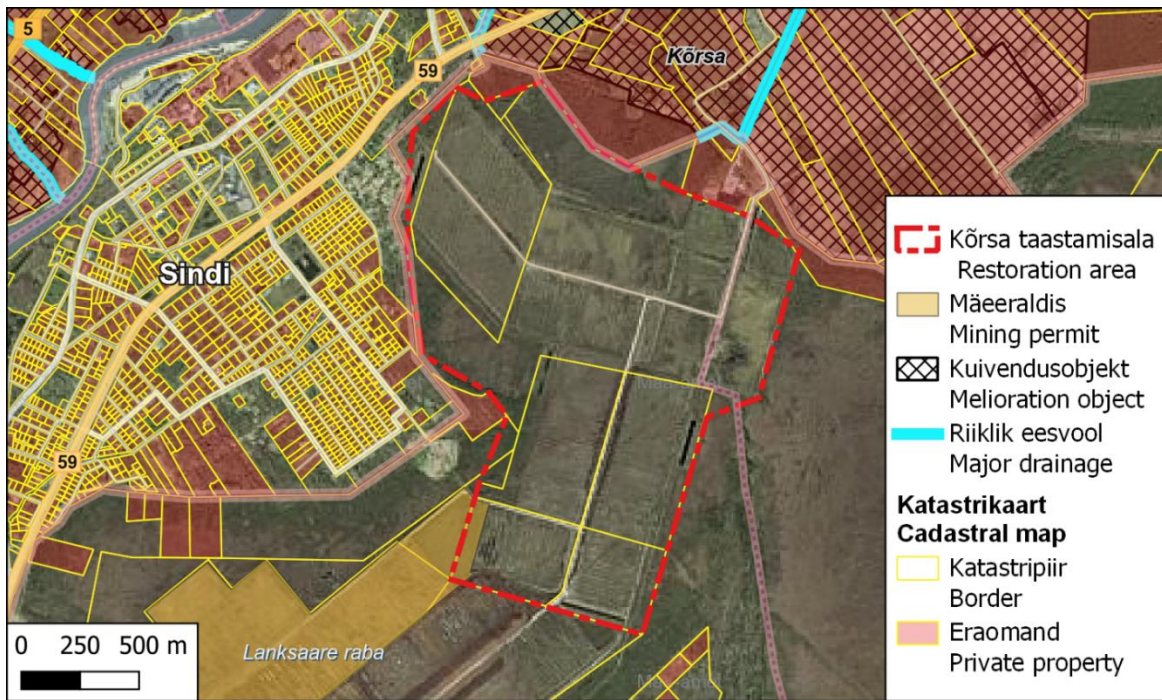 5
59
Kõrsa
Sindi
59
Lanksaare raba
0 250 500 m
Kõrsa taastamisala
Restoration area
Mäeeraldis
Mining permit
Kuivendusobjekt
Melioration object
Riiklik eesvool
Major drainage
Katastrikaart
Cadastral map
Katastripiir
Border
Eraomand
Private property